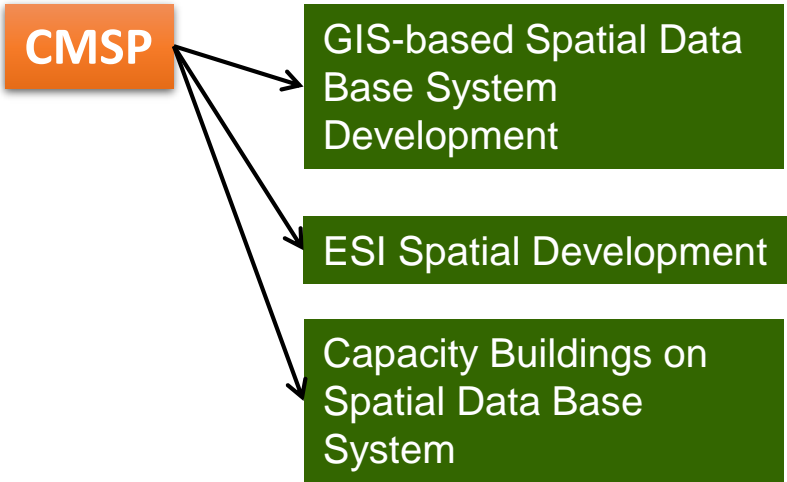 CMSP
GIS-based Spatial Data
Base System
Development
ESI Spatial Development
Capacity Buildings on
Spatial Data Base
System